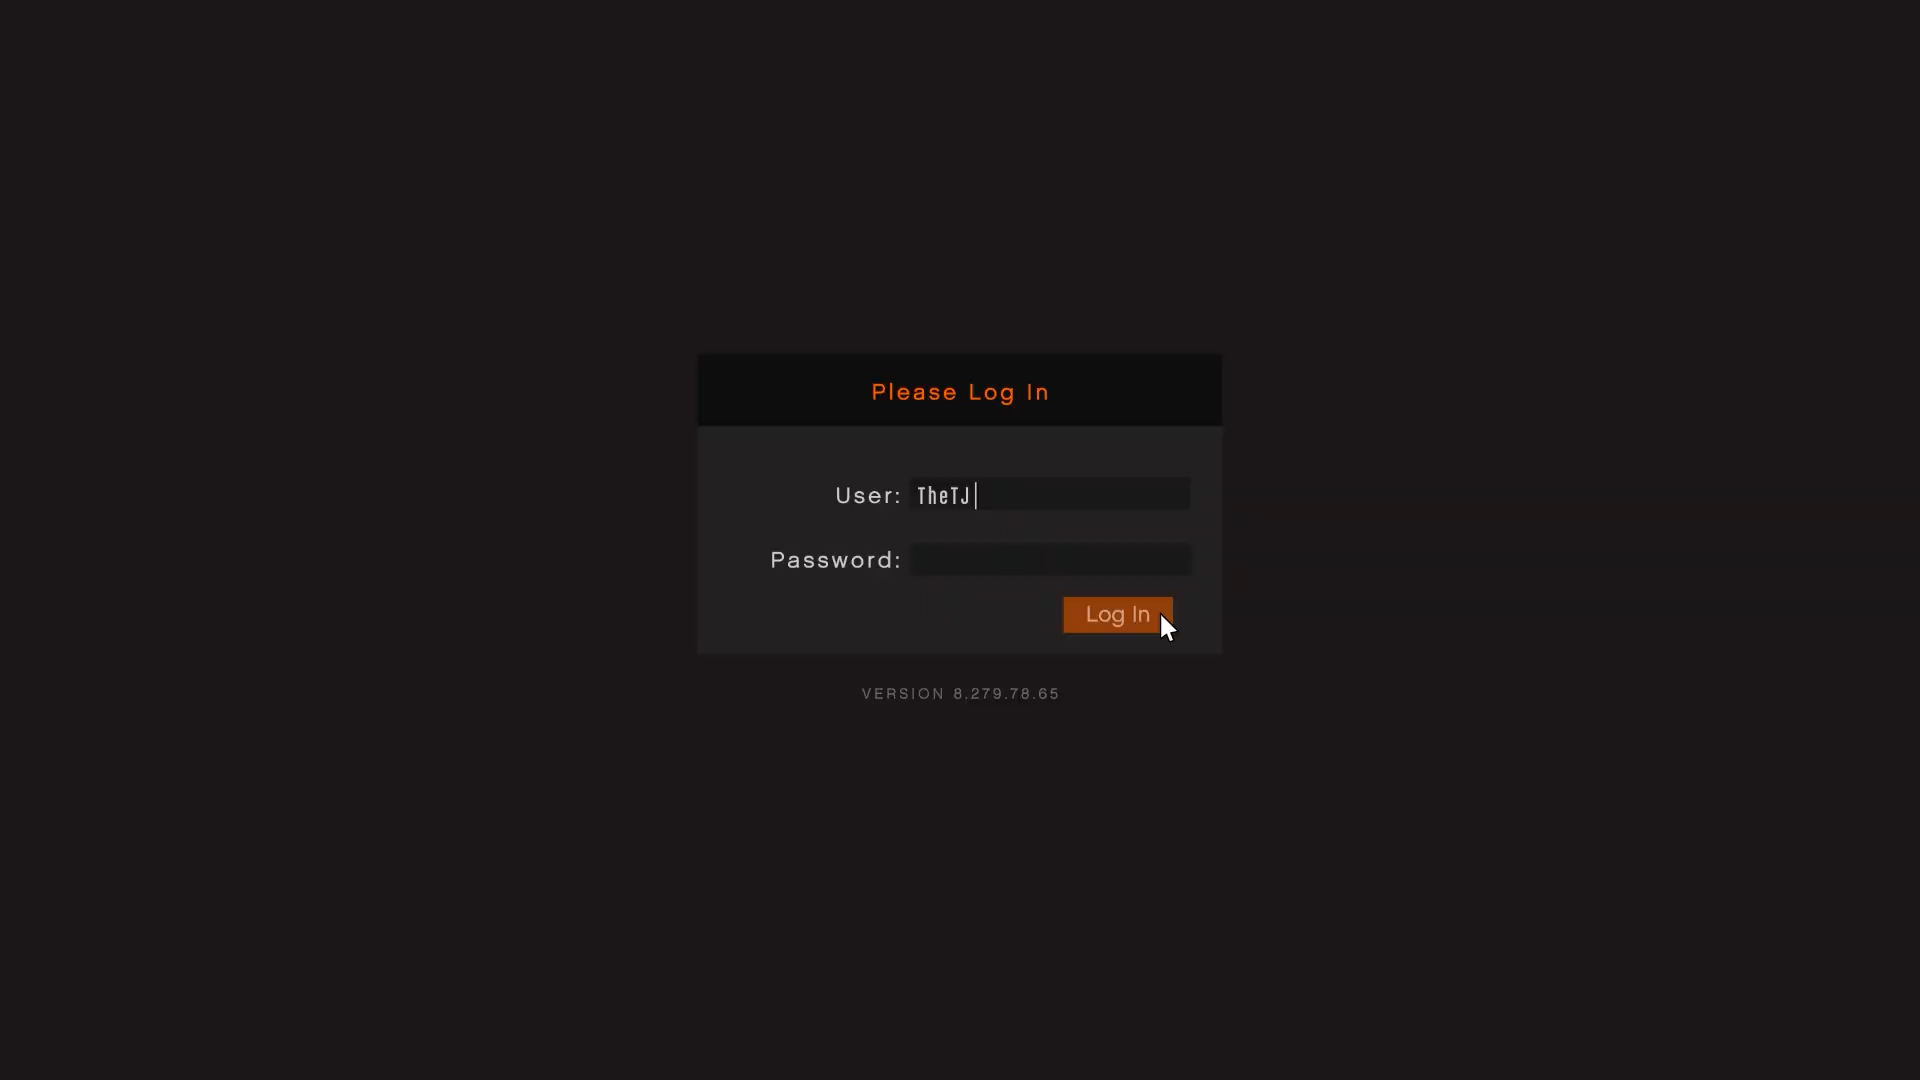 Please Log In
User: TheTJ
Password:
Log In
VERSION 8.279.78.65